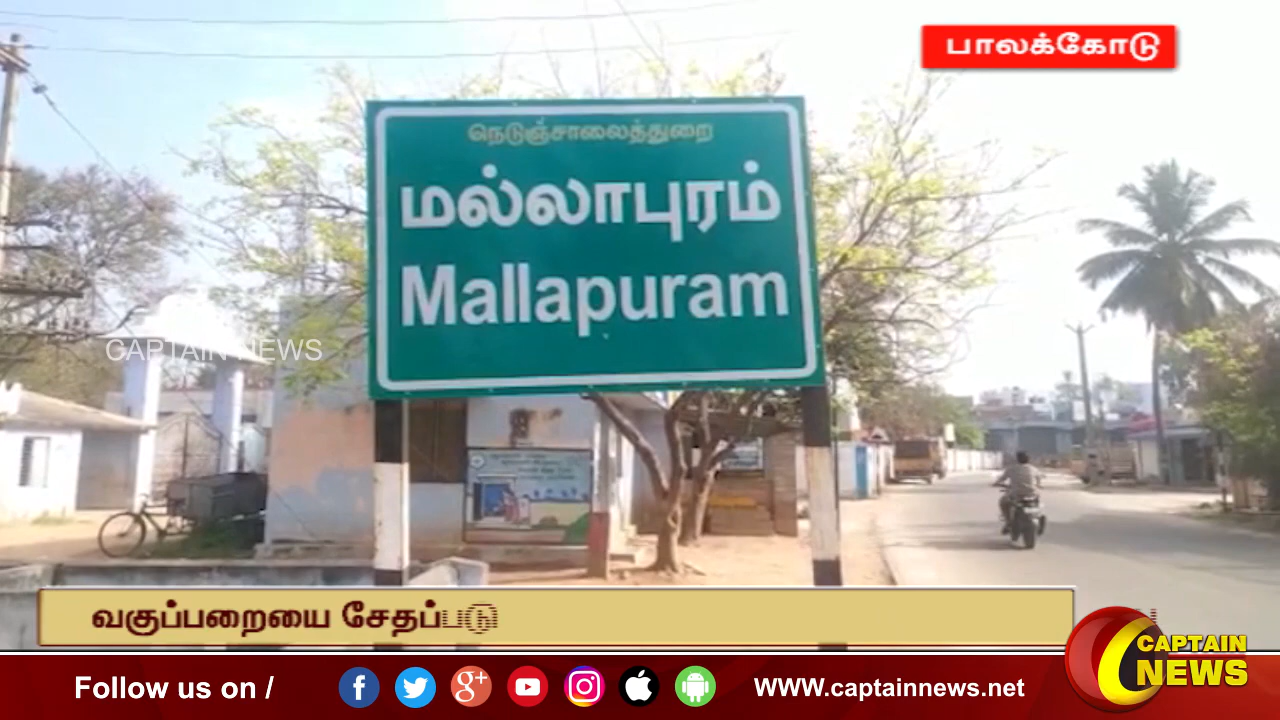 பாலக்கோடு
நெடுஞ்சாலைத்துறை
மல்லாபுரம்
Mallapuram
CAPTAIN NEWS
வகுப்பறையை சேதப்படு
Follow us on /
WWW.captainnews.net
CAPTAIN
NEWS